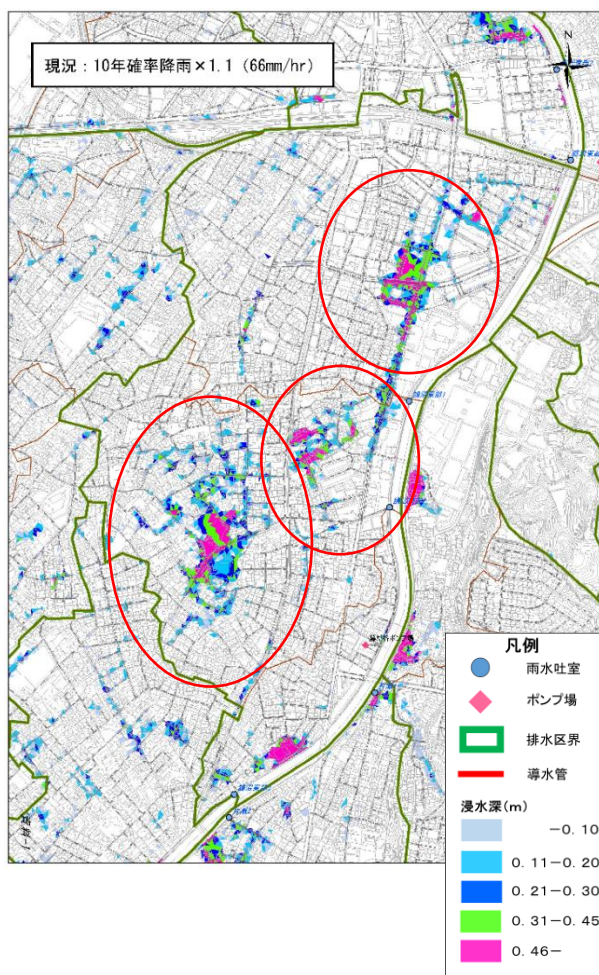 現況：10年確率降雨×1.1（66mm/hr）
N
凡例
雨水吐室
ポンプ場
排水区界
導水管
浸水深(m)
－0.10
0.11－0.20
0.21－0.30
0.31－0.45
0.46－